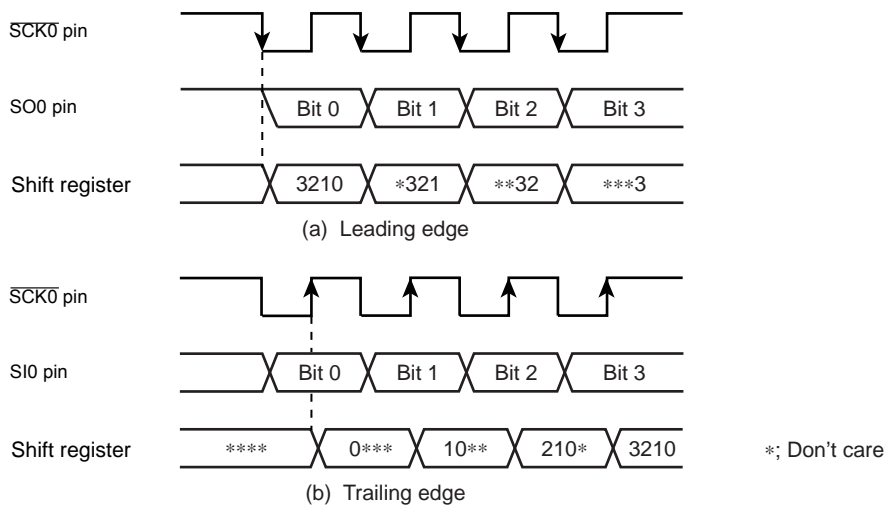 SCK0 pin
SO0 pin Bit 0 Bit 1 Bit 2 Bit 3
Shift register 3210 *321 **32 ***3
(a) Leading edge
SCK0 pin
SI0 pin Bit 0 Bit 1 Bit 2 Bit 3
Shift register **** 0*** 10** 210* 3210 *; Don't care
(b) Trailing edge